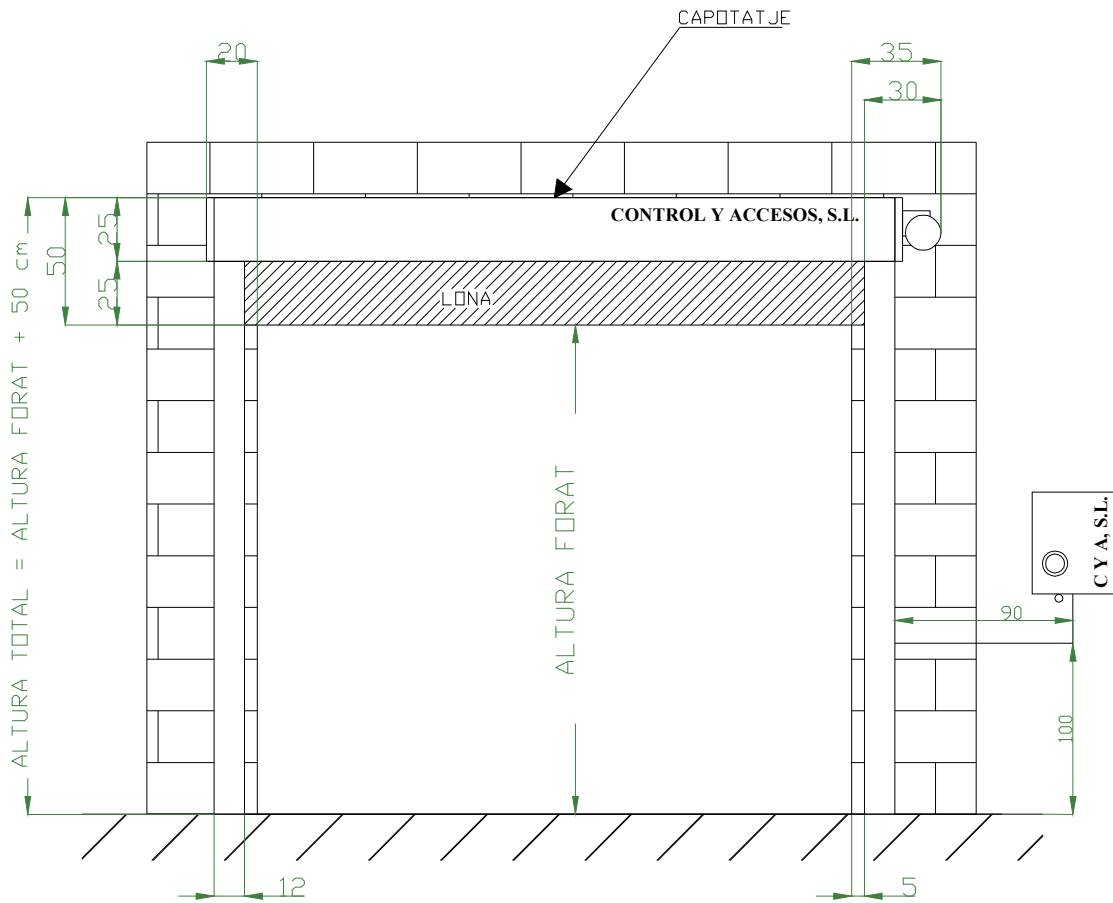 CAPOTATJE
20
35
30
CONTROL Y ACCESOS, S.L.
25
50
25
LONA
ALTURA TOTAL = ALTURA FORAT + 50 cm
ALTURA FORAT
C Y A, S.L.
90
100
12
5